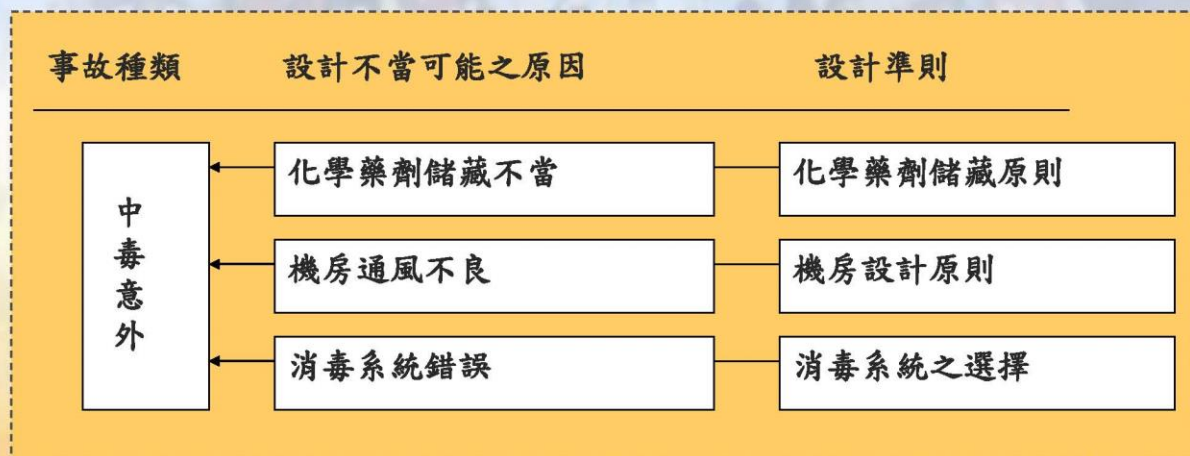 事故種類 設計不當可能之原因 設計準則
中毒意外
化學藥劑儲藏不當 化學藥劑儲藏原則
機房通風不良 機房設計原則
消毒系統錯誤 消毒系統之選擇